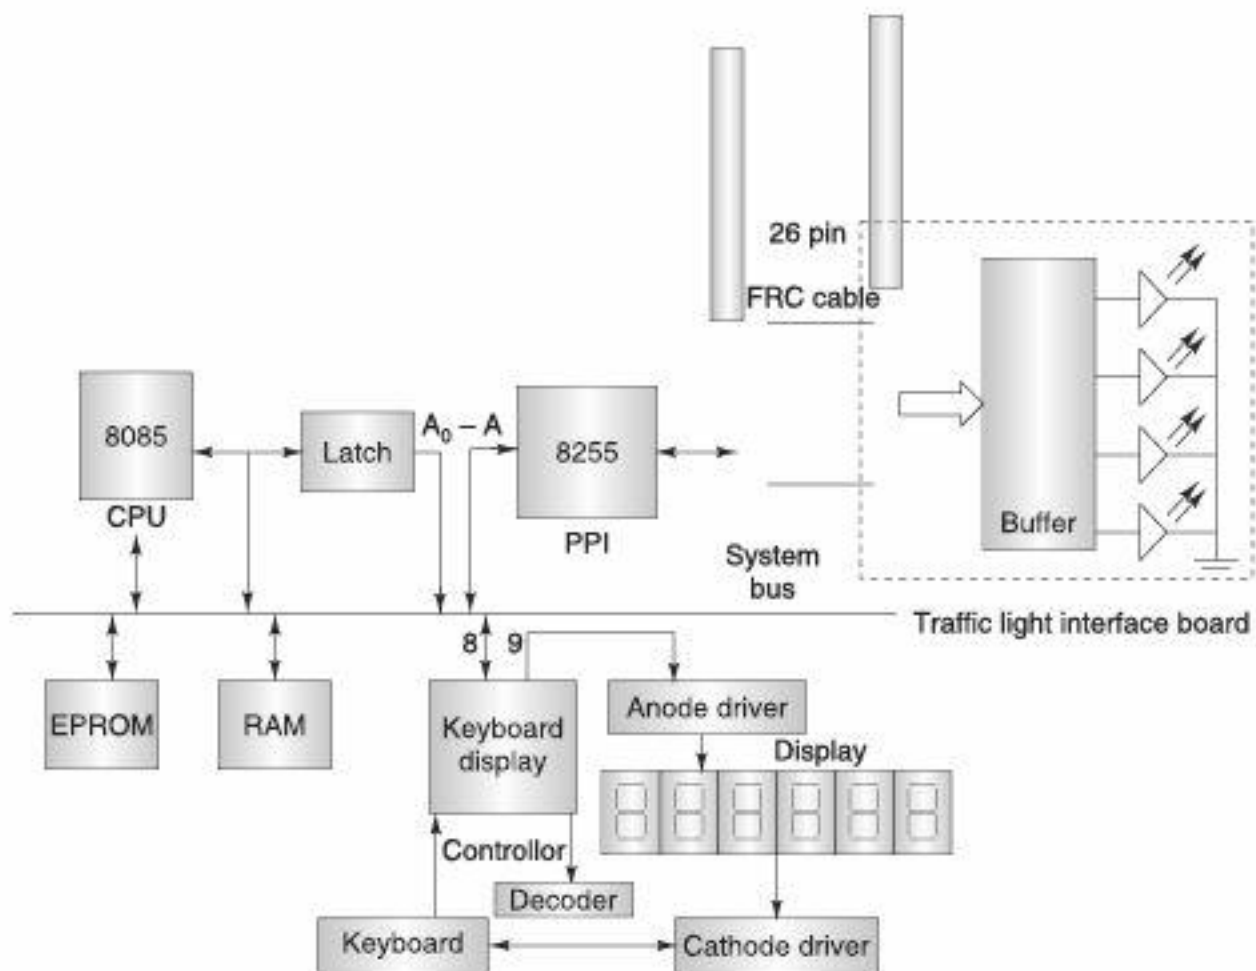 26 pin
FRC cable
8085
CPU
Latch
A₀ – A
8255
PPI
Buffer
System
bus
Traffic light interface board
8 9
EPROM
RAM
Keyboard
display
Anode driver
Display
Controllor
Decoder
Keyboard
Cathode driver